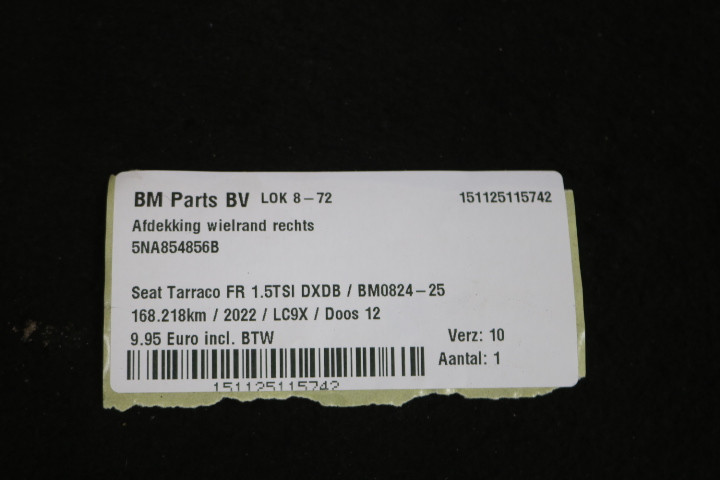 BM Parts BV LOK 8-72 151125115742
Afdekking wielrand rechts
5NA854856B
Seat Tarraco FR 1.5TSI DXDB / BM0824-25
168.218km / 2022 / LC9X / Doos 12
9.95 Euro incl. BTW Verz: 10
Aantal: 1
151125115742